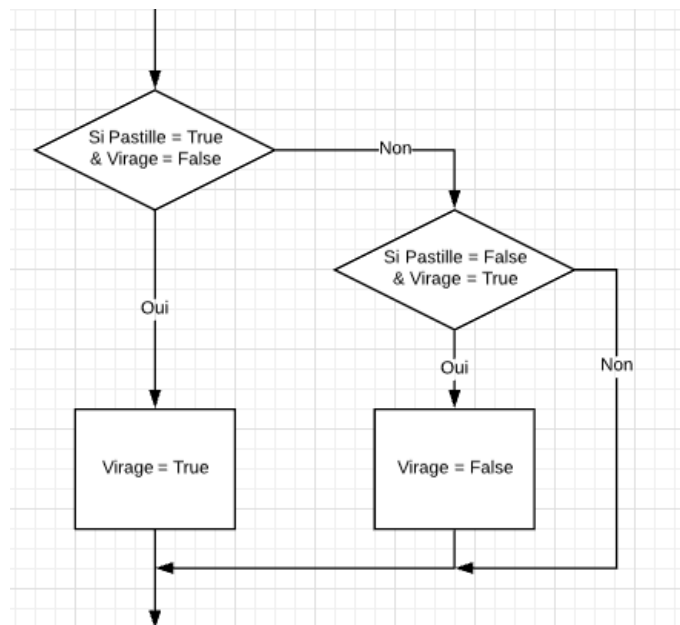 Si Pastille = True
& Virage = False
Non
Si Pastille = False
& Virage = True
Oui
Oui
Non
Virage = True
Virage = False